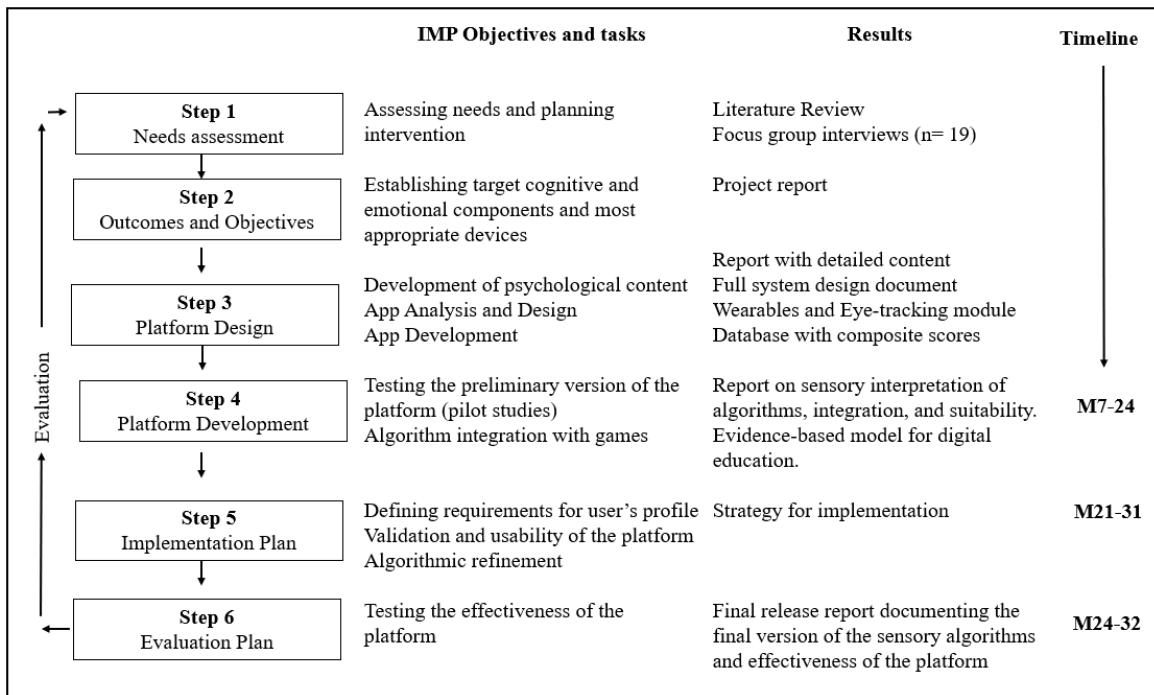 IMP Objectives and tasks
Results
Timeline
Step 1
Needs assessment
Assessing needs and planning
intervention
Literature Review
Focus group interviews (n= 19)
Step 2
Outcomes and Objectives
Establishing target cognitive and
emotional components and most
appropriate devices
Project report
Step 3
Platform Design
Development of psychological content
App Analysis and Design
App Development
Report with detailed content
Full system design document
Wearables and Eye-tracking module
Database with composite scores
Step 4
Platform Development
Testing the preliminary version of the
platform (pilot studies)
Algorithm integration with games
Report on sensory interpretation of
algorithms, integration, and suitability.
Evidence-based model for digital
education.
M7-24
Step 5
Implementation Plan
Defining requirements for user’s profile
Validation and usability of the platform
Algorithmic refinement
Strategy for implementation
M21-31
Step 6
Evaluation Plan
Testing the effectiveness of the
platform
Final release report documenting the
final version of the sensory algorithms
and effectiveness of the platform
M24-32
Evaluation